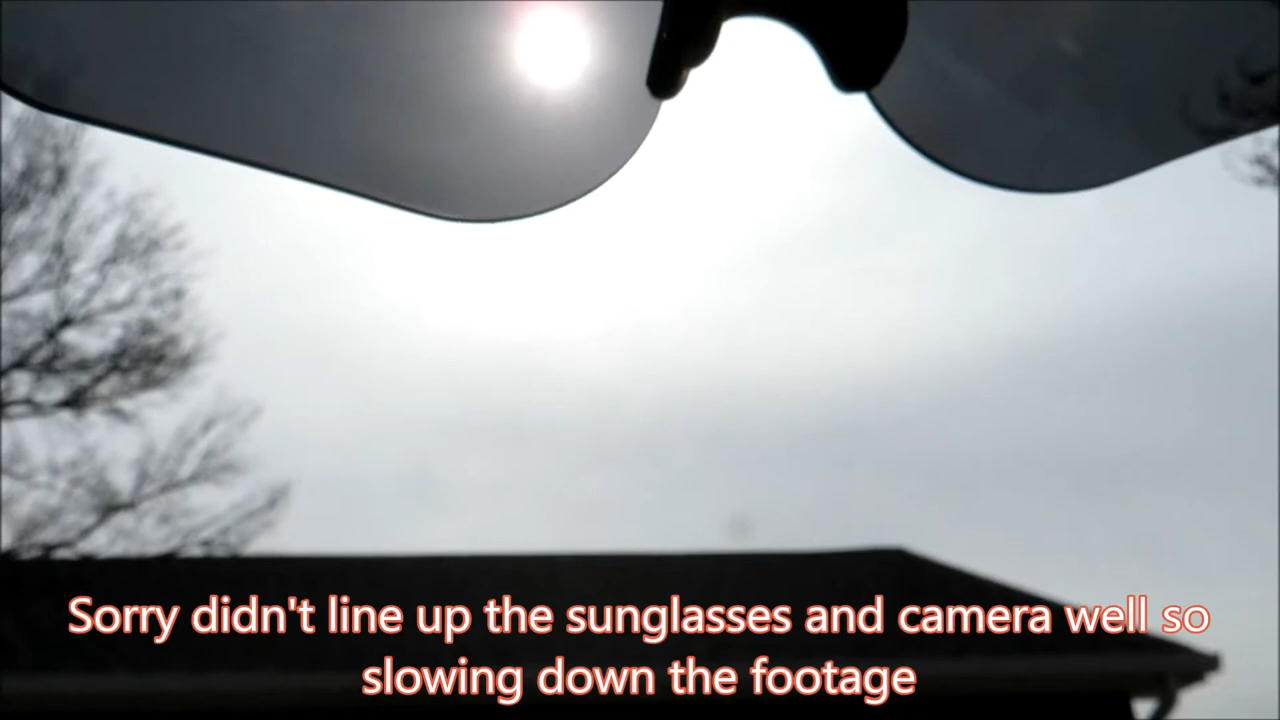 Sorry didn't line up the sunglasses and camera well so
slowing down the footage